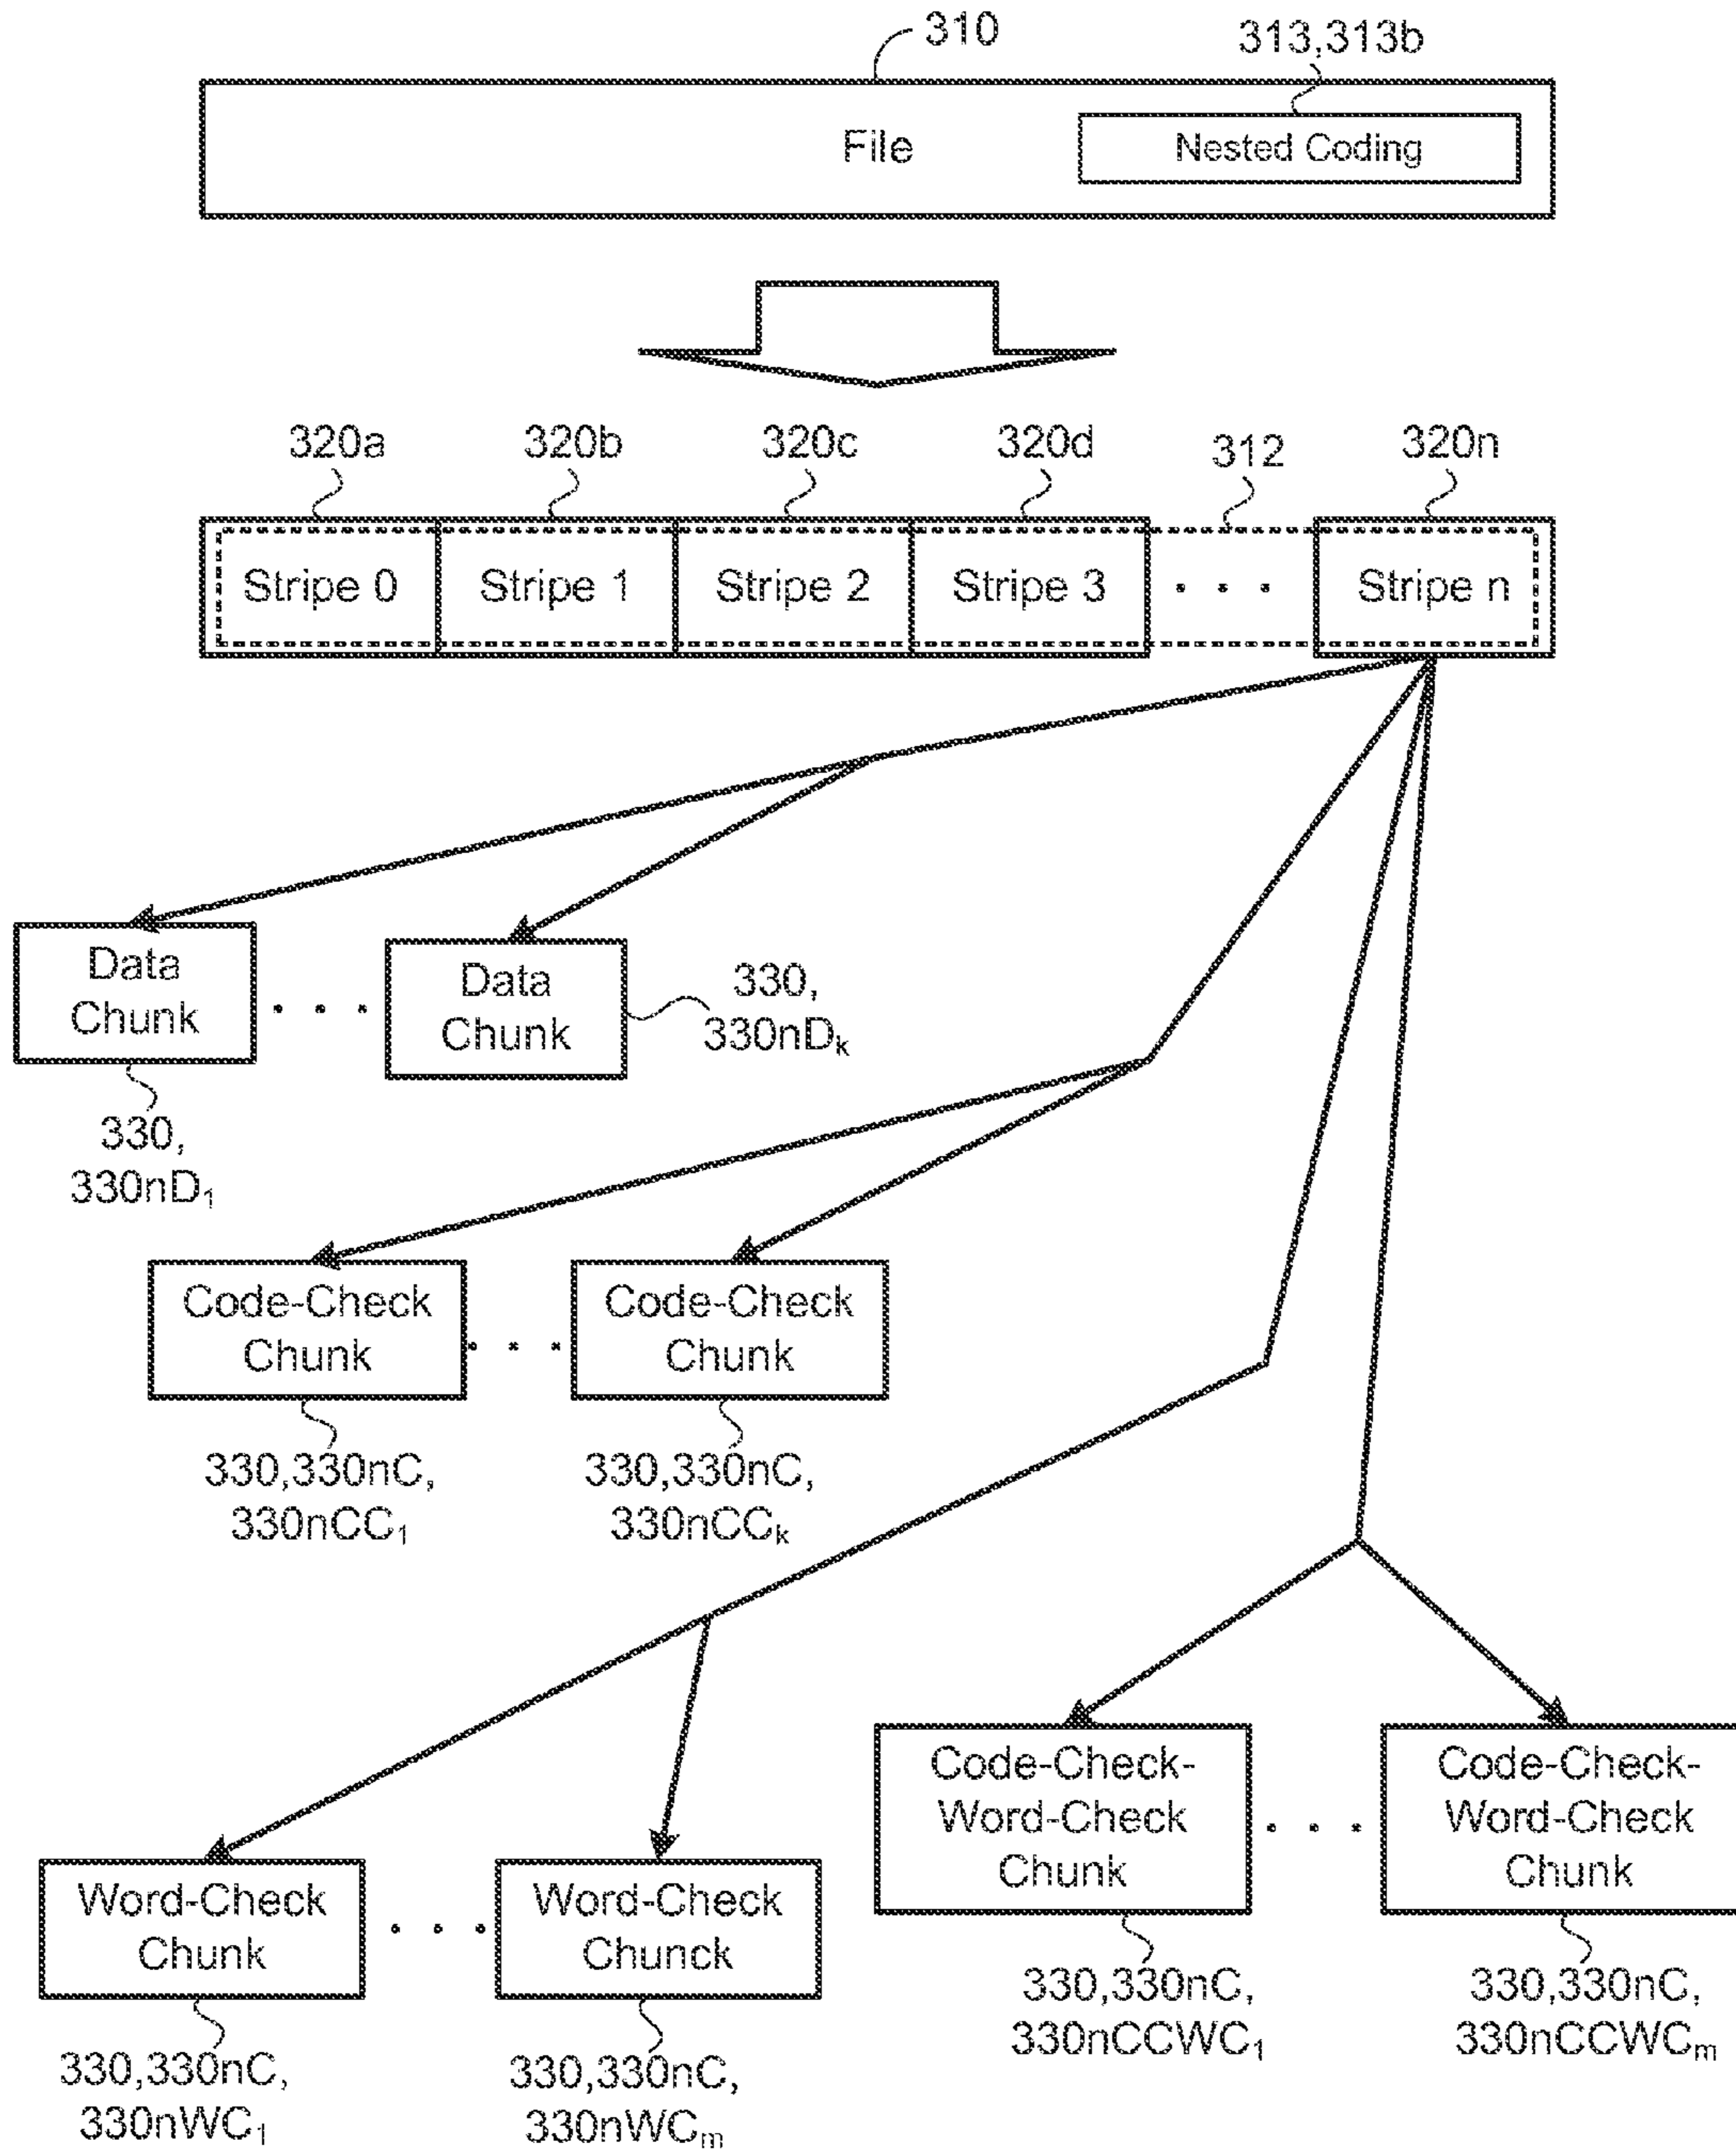 310
313,313b
File
Nested Coding
320a
320b
320c
320d
312
320n
Stripe 0
Stripe 1
Stripe 2
Stripe 3
. . .
Stripe n
Data
Chunk
. . .
Data
Chunk
330,
330nDₖ
330,
330nD₁
Code-Check
Chunk
. . .
Code-Check
Chunk
330,330nC,
330nCC₁
330,330nC,
330nCCₖ
Code-Check-
Word-Check
Chunk
. . .
Code-Check-
Word-Check
Chunk
Word-Check
Chunk
. . .
Word-Check
Chunck
330,330nC,
330nCCWC₁
330,330nC,
330nCCWCₘ
330,330nC,
330nWC₁
330,330nC,
330nWCₘ